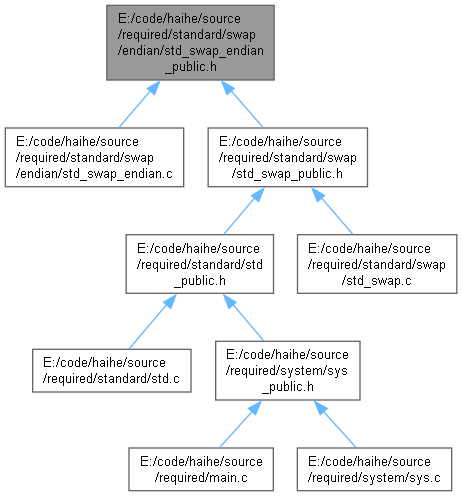 E:/code/haihe/source
/required/standard/swap
/endian/std_swap_endian
_public.h
E:/code/haihe/source
/required/standard/swap
/endian/std_swap_endian.c
E:/code/haihe/source
/required/standard/swap
/std_swap_public.h
E:/code/haihe/source
/required/standard/std
_public.h
E:/code/haihe/source
/required/standard/swap
/std_swap.c
E:/code/haihe/source
/required/standard/std.c
E:/code/haihe/source
/required/system/sys
_public.h
E:/code/haihe/source
/required/main.c
E:/code/haihe/source
/required/system/sys.c